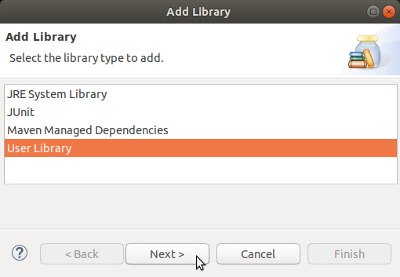 Add Library
Add Library
Select the library type to add.
JRE System Library
JUnit
Maven Managed Dependencies
User Library
? < Back Next > Cancel Finish